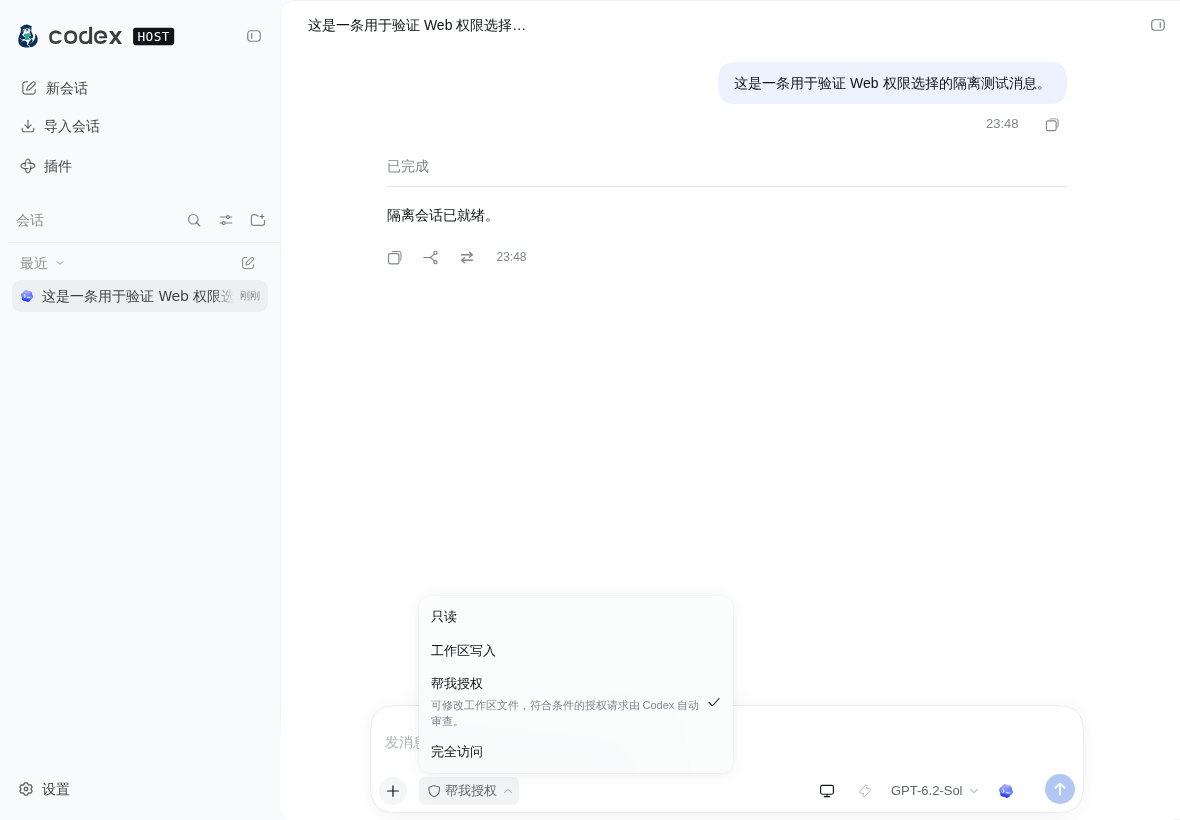 codex HOST
新会话
导入会话
插件
会话
最近
这是一条用于验证 Web 权限选 刚刚
设置
这是一条用于验证 Web 权限选择…
这是一条用于验证 Web 权限选择的隔离测试消息。
23:48
已完成
隔离会话已就绪。
23:48
只读
工作区写入
帮我授权
可修改工作区文件，符合条件的授权请求由 Codex 自动
审查。
完全访问
发消息
帮我授权
GPT-6.2-Sol